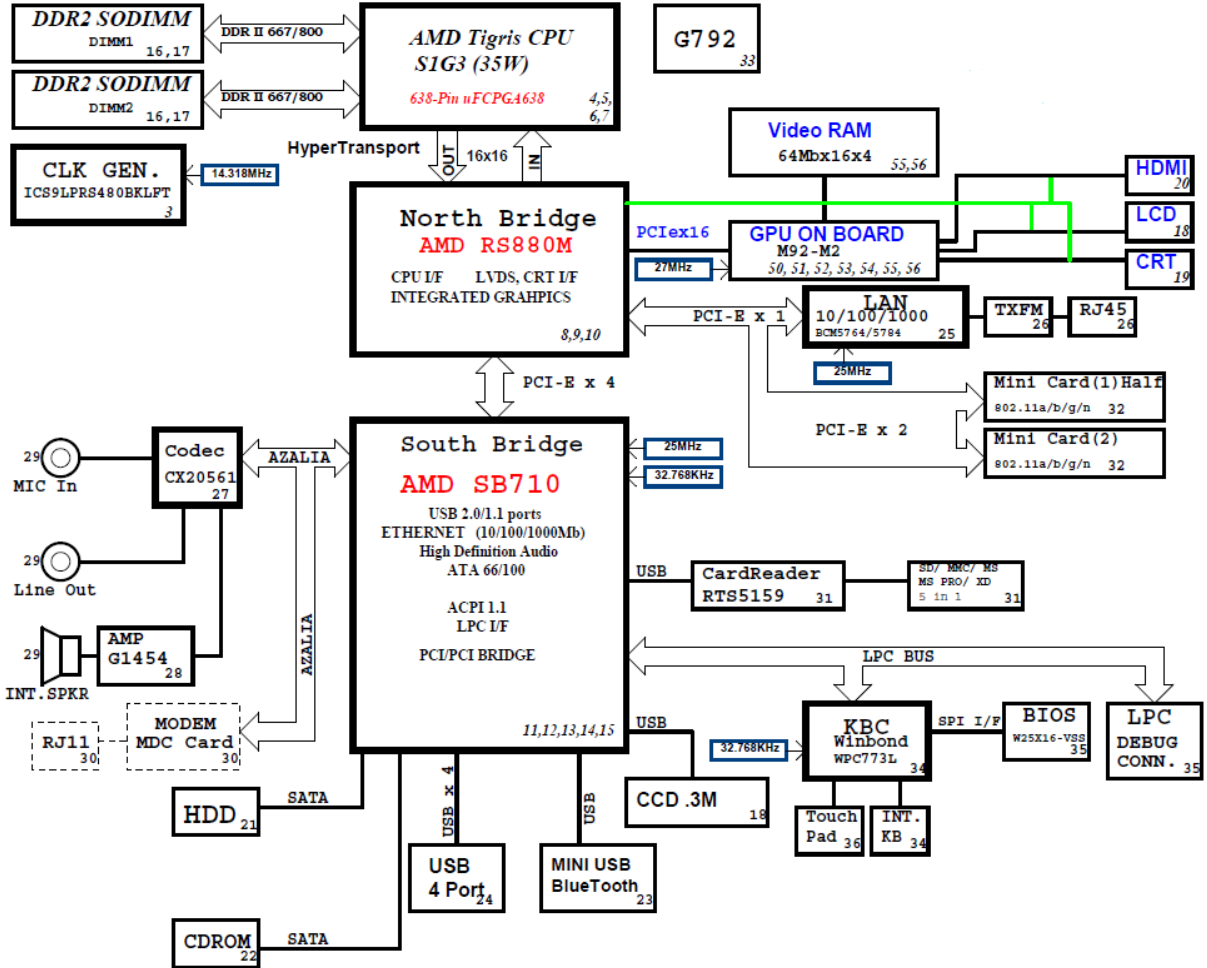 DDR2 SODIMM
DIMM1
16,17
DDR II 667/800
AMD Tigris CPU
S1G3 (35W)
638-Pin uFCPGA638
4,5,
6,7
G792
33
DDR2 SODIMM
DIMM2
16,17
DDR II 667/800
HyperTransport
OUT
16x16
IN
CLK GEN.
ICS9LPRS480BKLFT
3
14.318MHz
Video RAM
64Mbx16x4
55,56
HDMI
20
LCD
18
CRT
19
North Bridge
AMD RS880M
CPU I/F LVDS, CRT I/F
INTEGRATED GRAHPICS
8,9,10
PCIex16
27MHz
GPU ON BOARD
M92-M2
50, 51, 52, 53, 54, 55, 56
PCI-E x 1
LAN
10/100/1000
BCM5764/5784
25
25MHz
TXFM
26
RJ45
26
PCI-E x 4
PCI-E x 2
Mini Card(1)Half
802.11a/b/g/n 32
Mini Card(2)
802.11a/b/g/n 32
South Bridge
AMD SB710
USB 2.0/1.1 ports
ETHERNET (10/100/1000Mb)
High Definition Audio
ATA 66/100
ACPI 1.1
LPC I/F
PCI/PCI BRIDGE
11,12,13,14,15
25MHz
32.768KHz
Codec
CX20561
27
AZALIA
AZALIA
29
MIC In
29
Line Out
29
INT.SPKR
AMP
G1454
28
MODEM
MDC Card
30
RJ11
30
USB
CardReader
RTS5159
31
SD/ MMC/ MS
MS PRO/ XD
5 in 1
31
LPC BUS
USB
CCD .3M
18
32.768KHz
KBC
Winbond
WPC773L
34
SPI I/F
BIOS
W25X16-VSS
35
LPC
DEBUG
CONN.
35
Touch
Pad
36
INT.
KB
34
HDD
21
SATA
USB x 4
USB
4 Port
24
USB
MINI USB
BlueTooth
23
CDROM
22
SATA